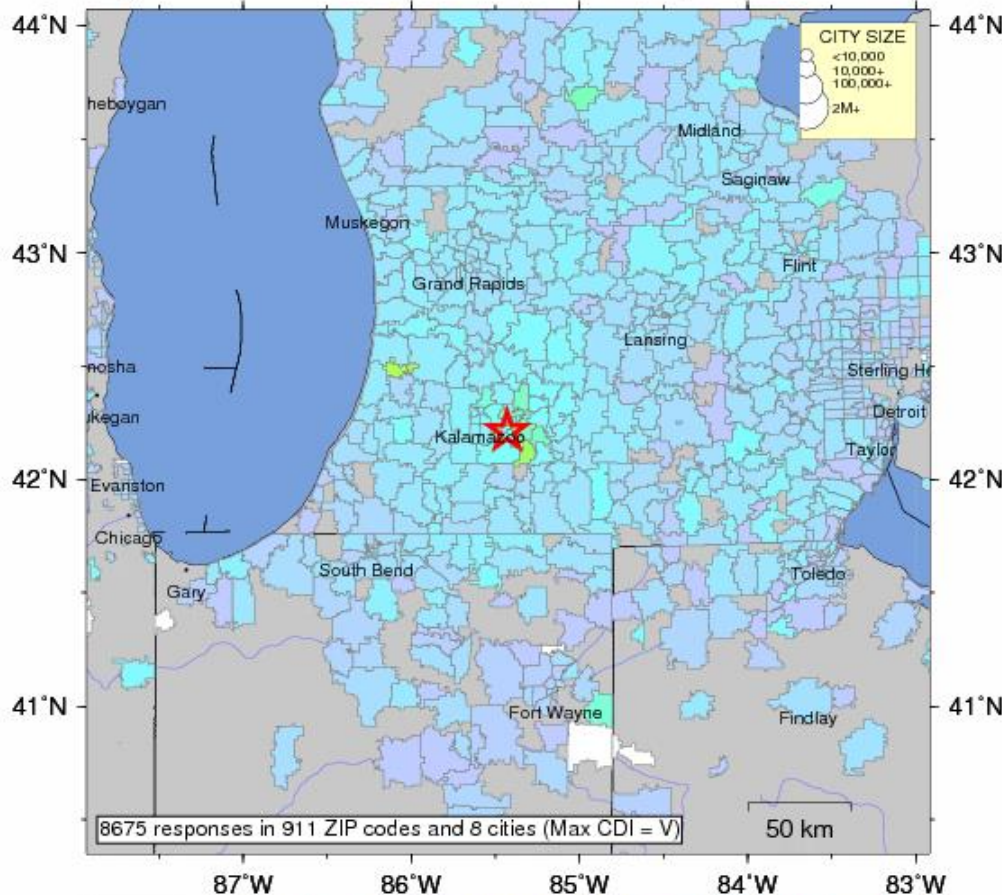 44˚N
44˚N
CITY SIZE
<10,000
10,000+
100,000+
2M+
heboygan
Midland
Saginaw
Muskegon
43˚N
43˚N
Flint
Grand Rapids
Lansing
nosha
Sterling He
ukegan
Detroit
Kalamazoo
Taylor
42˚N
42˚N
Evanston
Chicago
South Bend
Toledo
Gary
41˚N
41˚N
Fort Wayne
Findlay
8675 responses in 911 ZIP codes and 8 cities (Max CDI = V)
50 km
87˚W
86˚W
85˚W
84˚W
83˚W